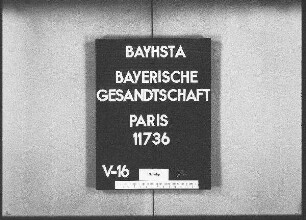 BAYHSTA
BAYERISCHE
GESANDTSCHAFT
PARIS
11736
V-16